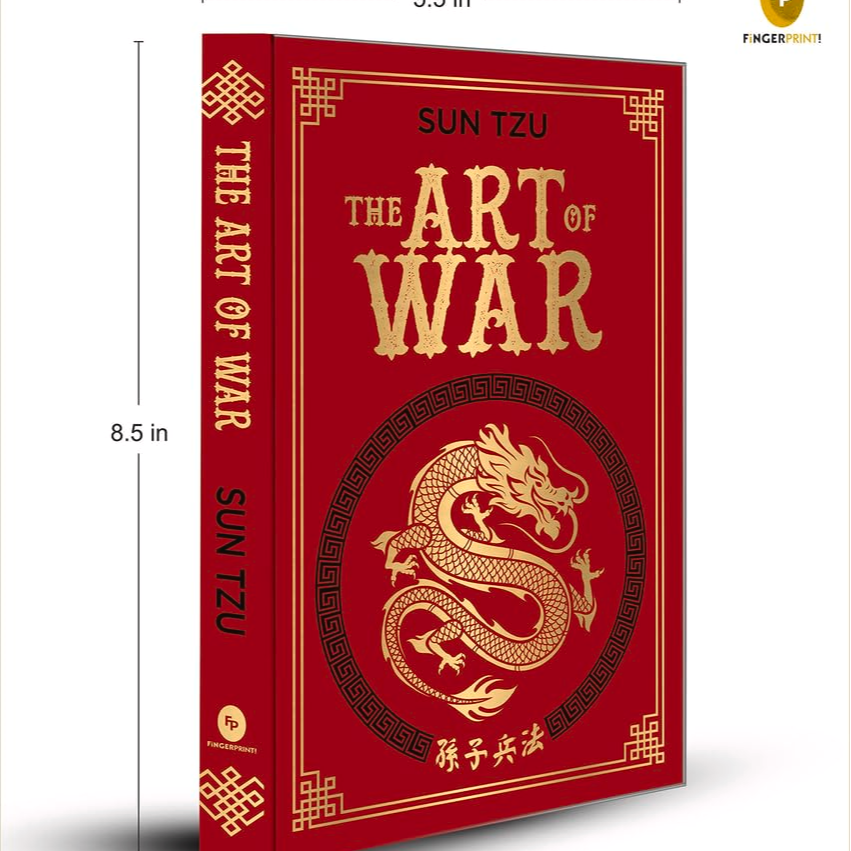 FiNGERPRINT!
8.5 in
THE ART OF WAR
SUN TZU
FP
FiNGERPRINT!
SUN TZU
THE ART OF
WAR
孫子兵法